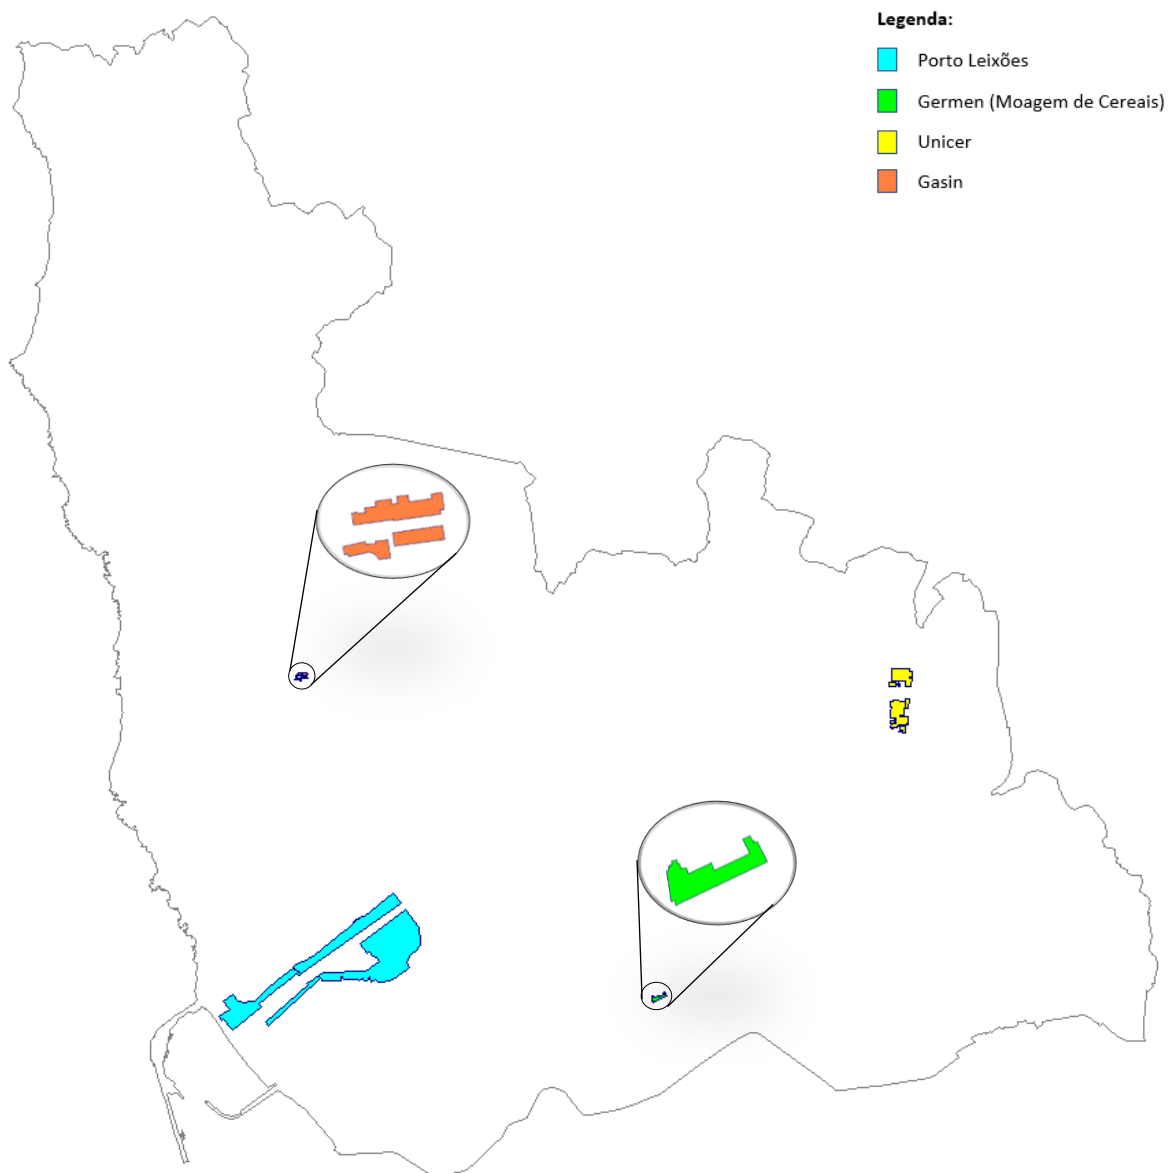 Legenda:
Porto Leixões
Germen (Moagem de Cereais)
Unicer
Gasin